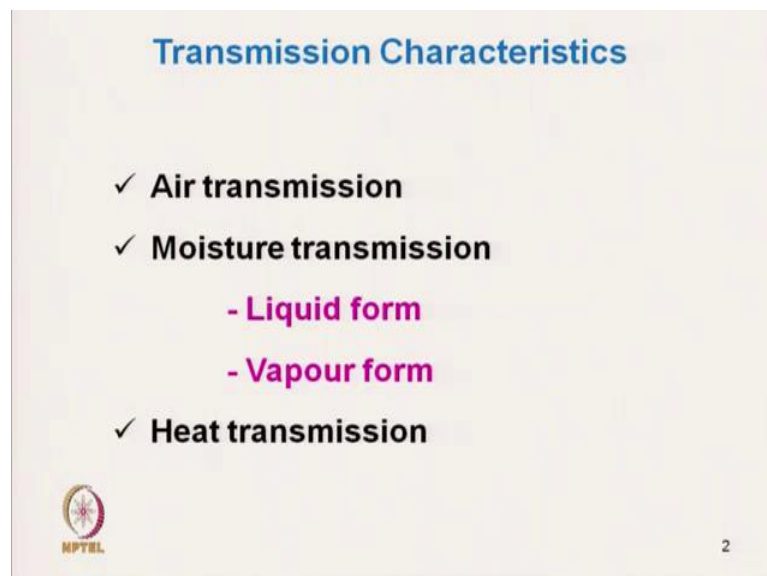 Transmission Characteristics
✓ Air transmission
✓ Moisture transmission
- Liquid form
- Vapour form
✓ Heat transmission
NPTEL
2